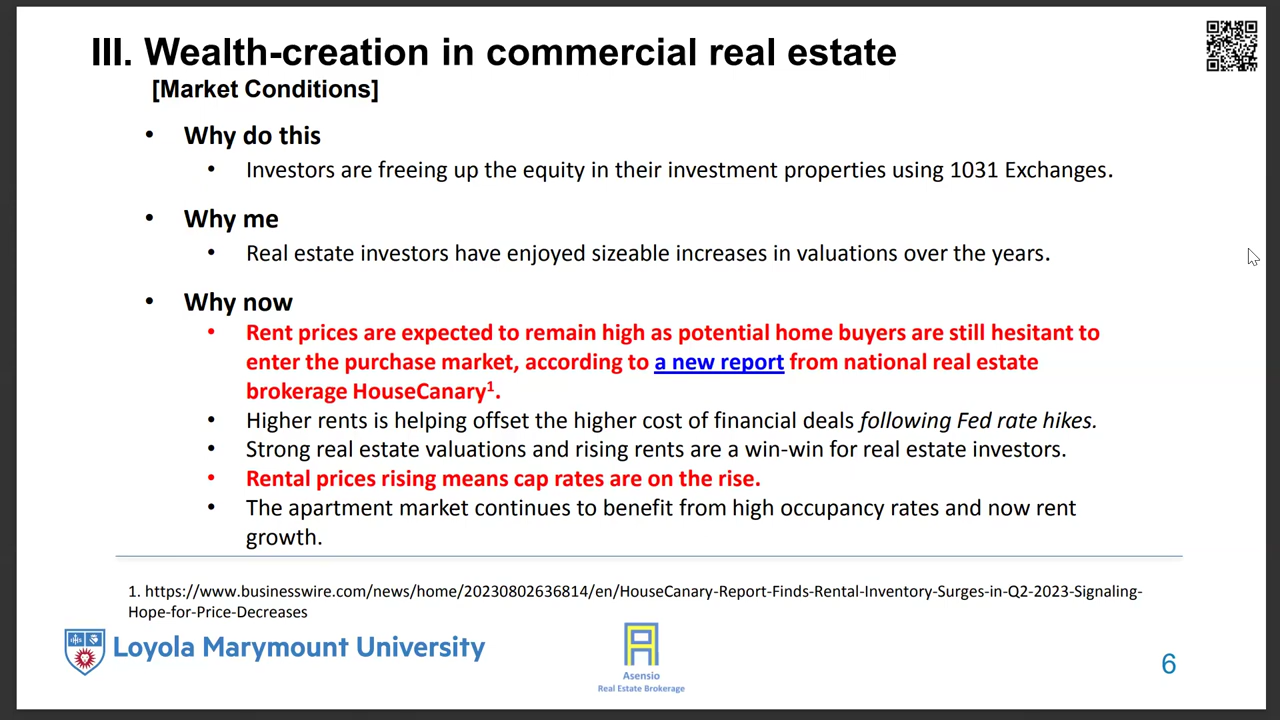 III. Wealth-creation in commercial real estate
[Market Conditions]
• Why do this
• Investors are freeing up the equity in their investment properties using 1031 Exchanges.
• Why me
• Real estate investors have enjoyed sizeable increases in valuations over the years.
• Why now
• Rent prices are expected to remain high as potential home buyers are still hesitant to
enter the purchase market, according to a new report from national real estate
brokerage HouseCanary1.
• Higher rents is helping offset the higher cost of financial deals following Fed rate hikes.
• Strong real estate valuations and rising rents are a win-win for real estate investors.
• Rental prices rising means cap rates are on the rise.
• The apartment market continues to benefit from high occupancy rates and now rent
growth.
1. https://www.businesswire.com/news/home/20230802636814/en/HouseCanary-Report-Finds-Rental-Inventory-Surges-in-Q2-2023-Signaling-
Hope-for-Price-Decreases
Loyola Marymount University
Asensio
Real Estate Brokerage
6